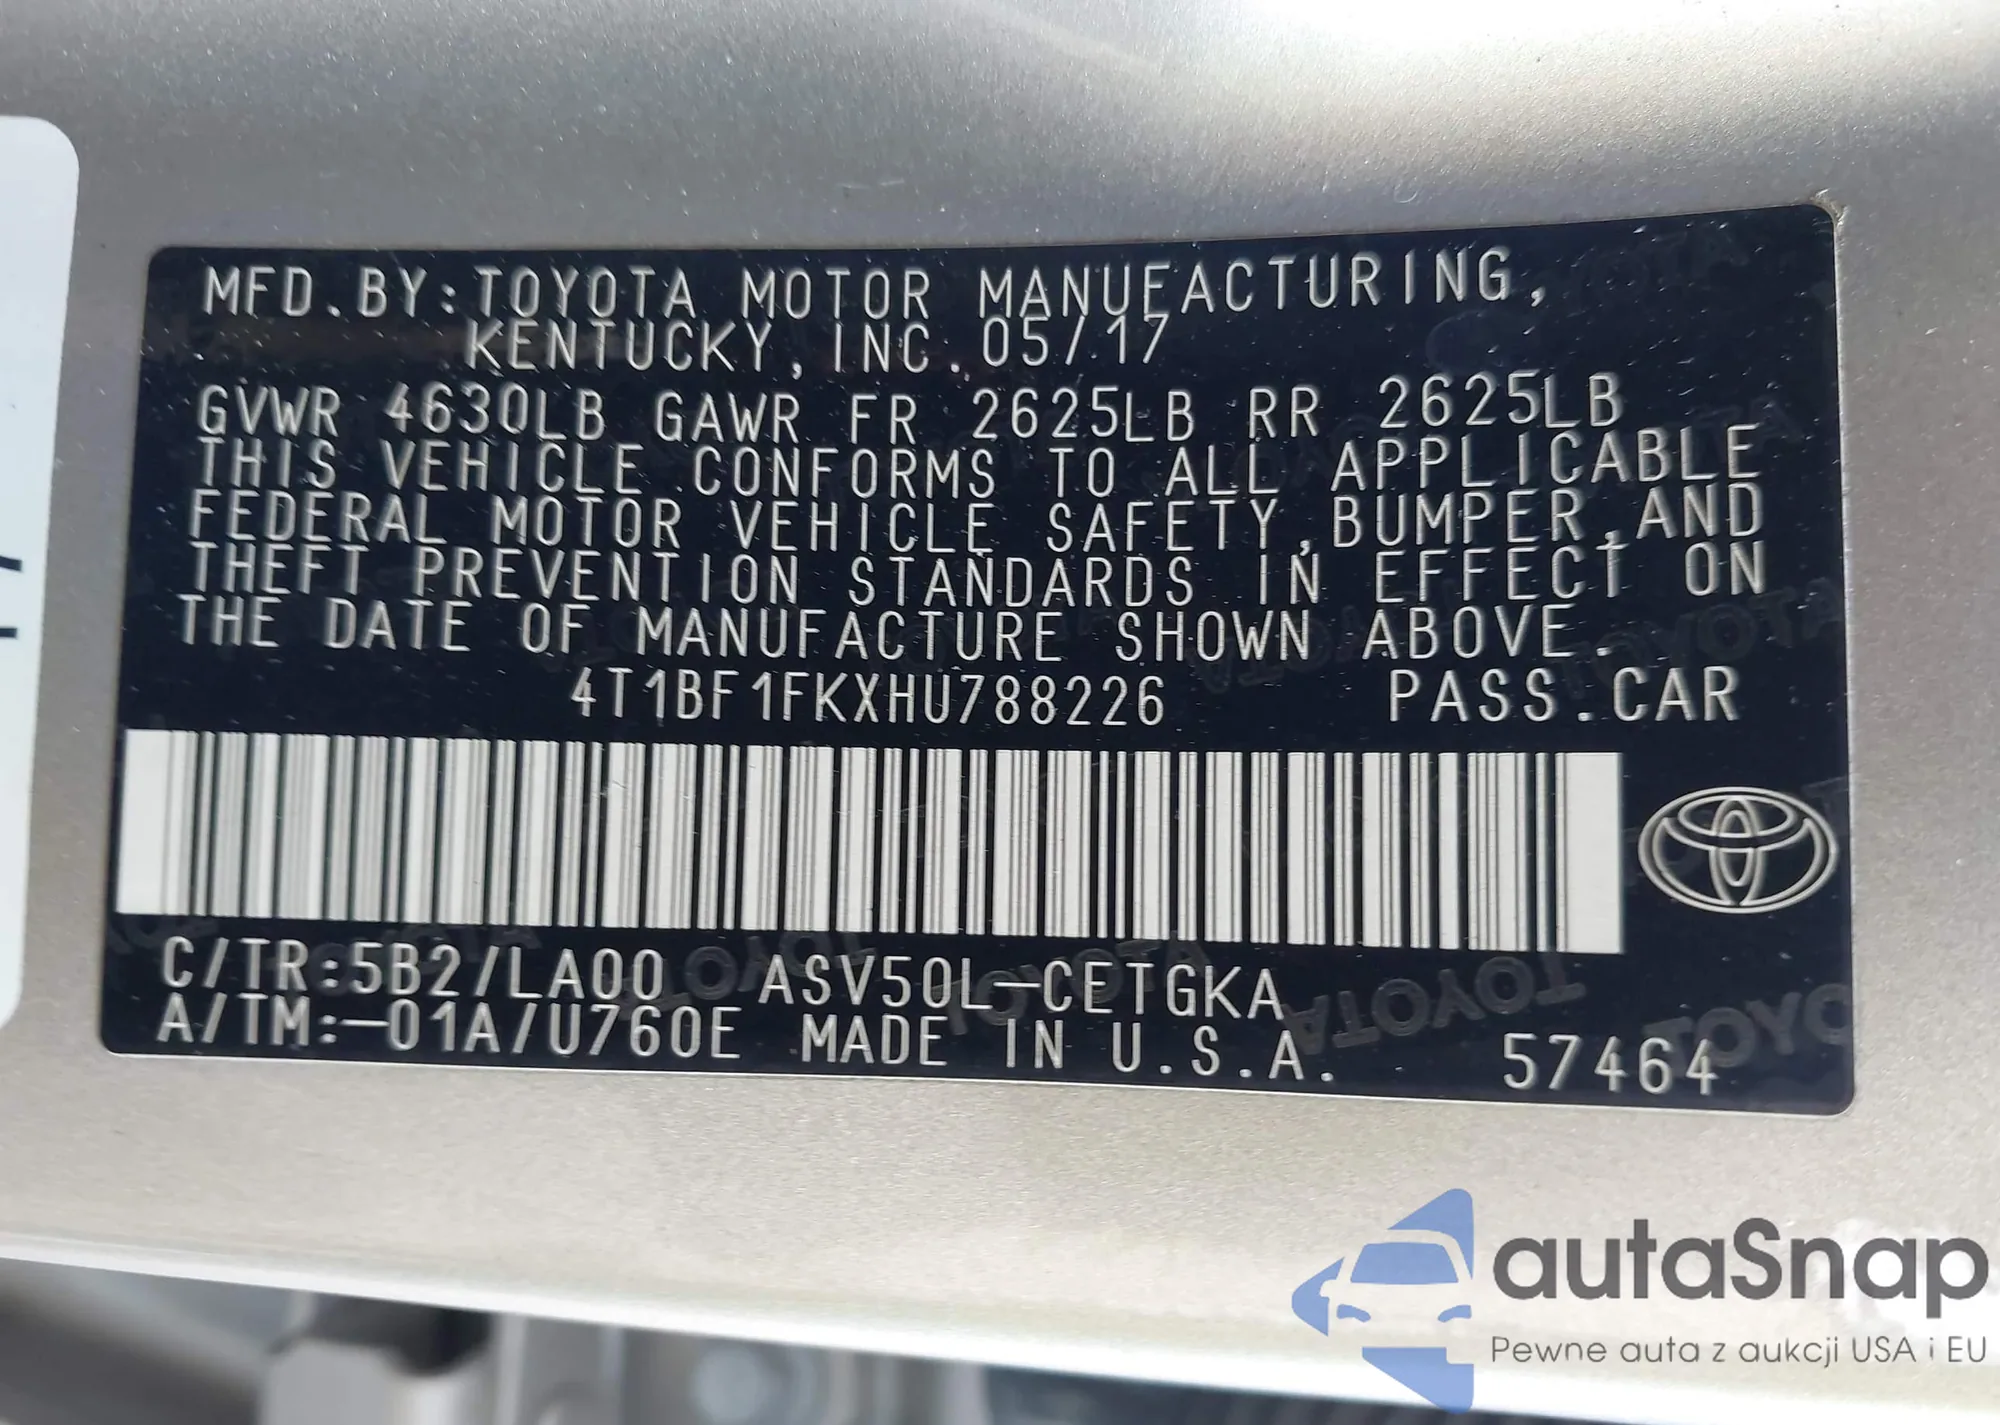 MFD.BY:TOYOTA MOTOR MANUFACTURING,
KENTUCKY,INC. 05/17
GVWR 4630LB GAWR FR 2625LB RR 2625LB
THIS VEHICLE CONFORMS TO ALL APPLICABLE
FEDERAL MOTOR VEHICLE SAFETY,BUMPER,AND
THEFT PREVENTION STANDARDS IN EFFECT ON
THE DATE OF MANUFACTURE SHOWN ABOVE.
4T1BF1FKXHU788226 PASS.CAR
C/TR:5B2/LA00 ASV50L-CETGKA
A/TM:-01A/U760E MADE IN U.S.A. 57464
autaSnap
Pewne auta z aukcji USA i EU